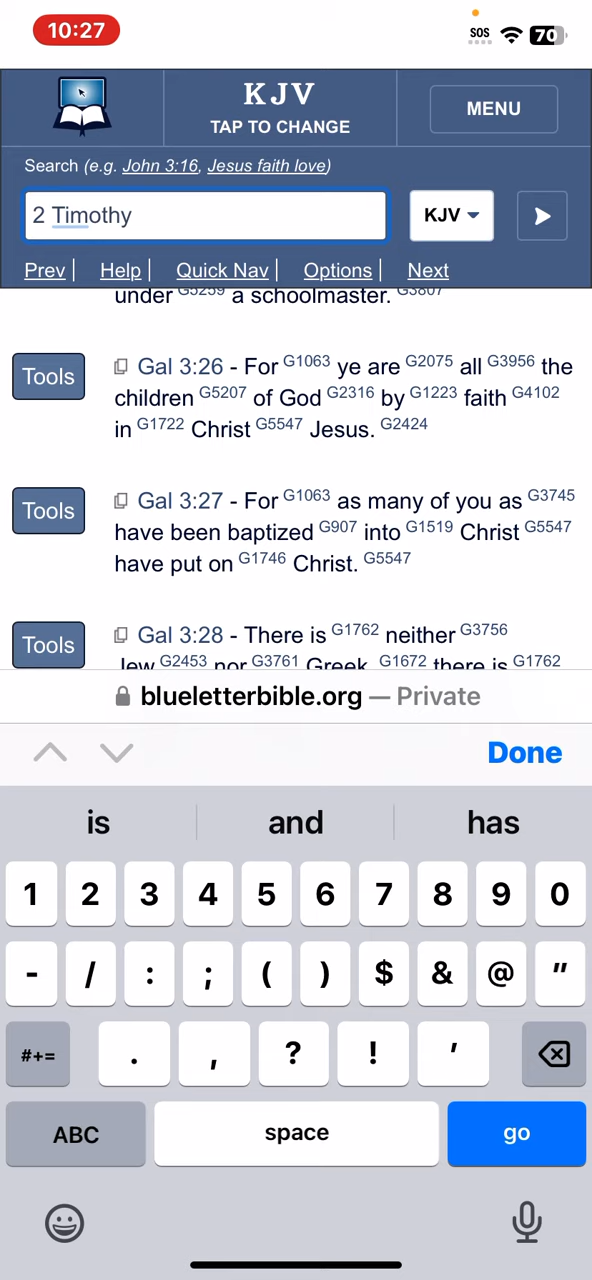 10:27
SOS 70
KJV
TAP TO CHANGE
MENU
Search (e.g. John 3:16, Jesus faith love)
2 Timothy
KJV
Prev | Help | Quick Nav | Options | Next
under G5259 a schoolmaster. G3807
Tools
Gal 3:26 - For G1063 ye are G2075 all G3956 the
children G5207 of God G2316 by G1223 faith G4102
in G1722 Christ G5547 Jesus. G2424
Tools
Gal 3:27 - For G1063 as many of you as G3745
have been baptized G907 into G1519 Christ G5547
have put on G1746 Christ. G5547
Tools
Gal 3:28 - There is G1762 neither G3756
Jew G2453 nor G3761 Greek, G1672 there is G1762
blueletterbible.org — Private
Done
is and has
1 2 3 4 5 6 7 8 9 0
- / : ; ( ) $ & @ "
#+= . , ? ! '
ABC space go